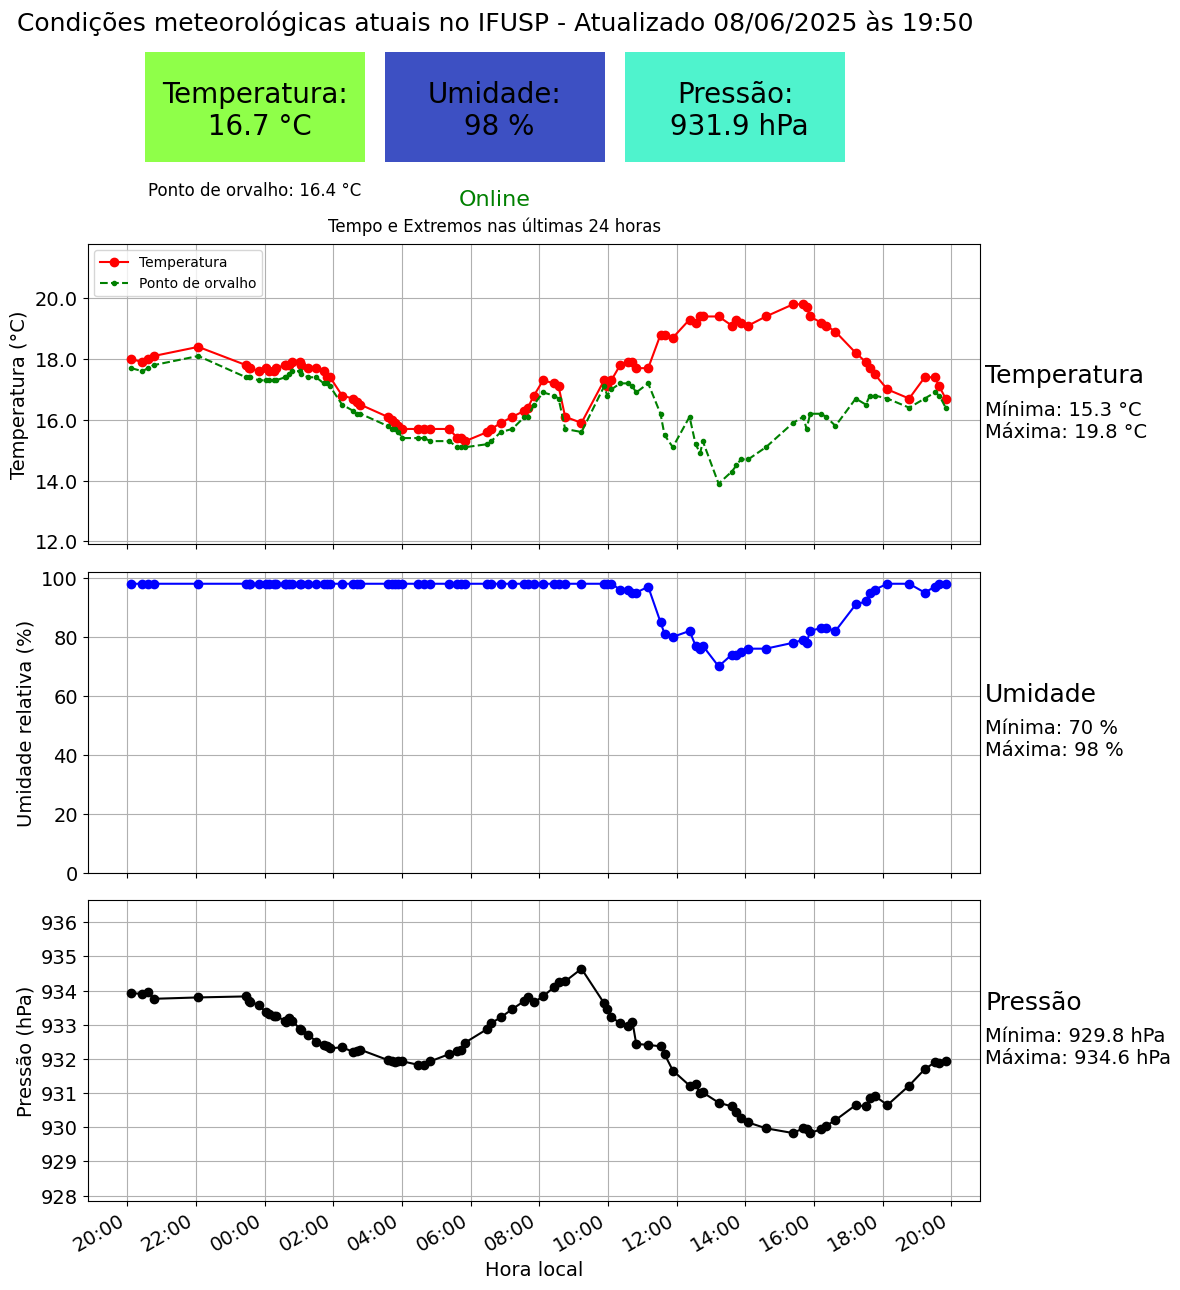 Condições meteorológicas atuais no IFUSP - Atualizado 08/06/2025 às 19:50
Temperatura:
16.7 °C
Umidade:
98 %
Pressão:
931.9 hPa
Ponto de orvalho: 16.4 °C
Online
Tempo e Extremos nas últimas 24 horas
Temperatura
Ponto de orvalho
Temperatura (°C)
20.0
18.0
16.0
14.0
12.0
Temperatura
Mínima: 15.3 °C
Máxima: 19.8 °C
Umidade relativa (%)
100
80
60
40
20
0
Umidade
Mínima: 70 %
Máxima: 98 %
Pressão (hPa)
936
935
934
933
932
931
930
929
928
Pressão
Mínima: 929.8 hPa
Máxima: 934.6 hPa
20:00
22:00
00:00
02:00
04:00
06:00
08:00
10:00
12:00
14:00
16:00
18:00
20:00
Hora local